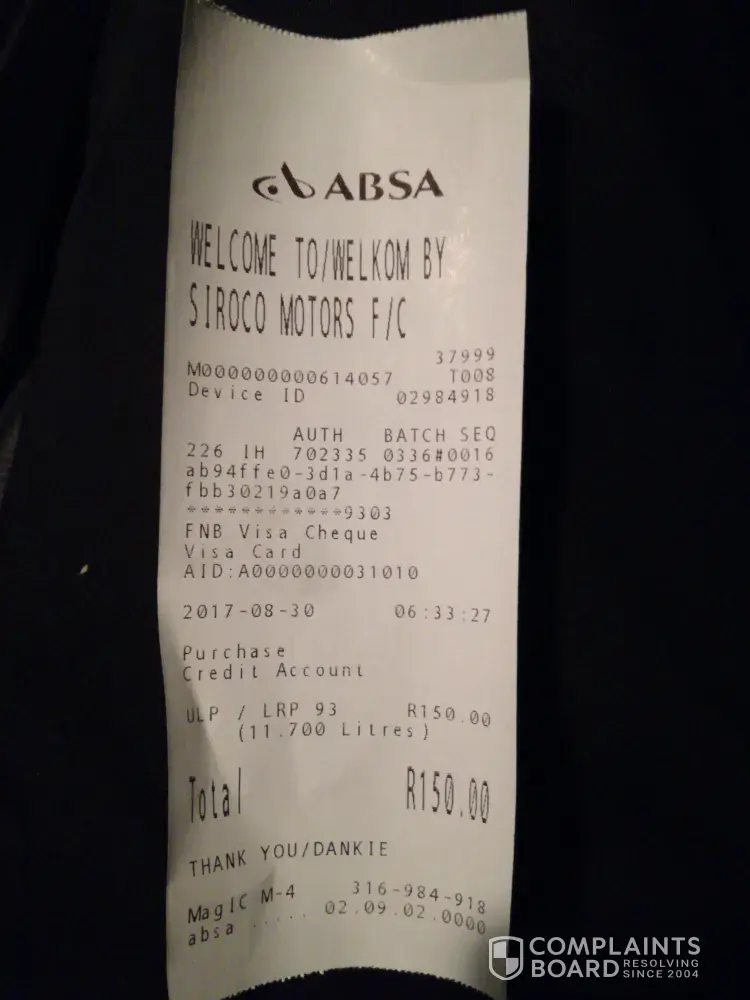 ABSA
WELCOME TO/WELKOM BY
SIROCO MOTORS F/C
37999
M0000000000614057 T008
Device ID 02984918
AUTH BATCH SEQ
226 IH 702335 0336#0016
ab94ffe0-3d1a-4b75-b773-
fbb30219a0a7
************9303
FNB Visa Cheque
Visa Card
AID:A0000000031010
2017-08-30 06:33:27
Purchase
Credit Account
ULP / LRP 93 R150.00
(11.700 Litres)
Total R150.00
THANK YOU/DANKIE
MagIC M-4 316-984-918
absa ..... 02.09.02.0000
COMPLAINTS
BOARD RESOLVING
SINCE 2004